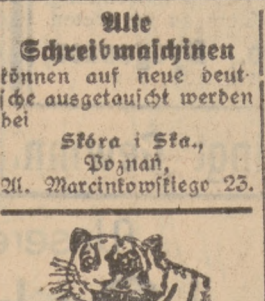 Alte
Schreibmaschinen
können auf neue deut-
sche ausgetauscht werden
bei
Skóra i Ska.,
Poznań,
Al. Marcinkowskiego 23.